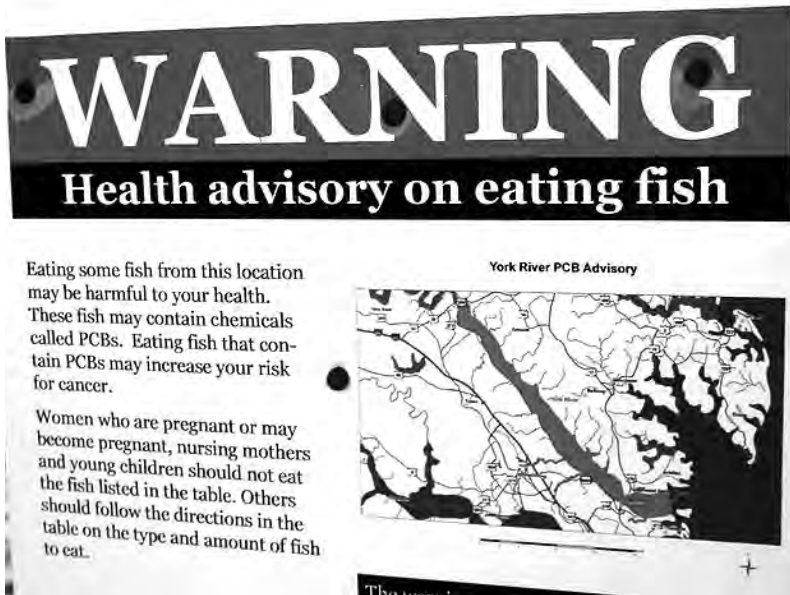 WARNING
Health advisory on eating fish
Eating some fish from this location
may be harmful to your health.
These fish may contain chemicals
called PCBs. Eating fish that con-
tain PCBs may increase your risk
for cancer.
Women who are pregnant or may
become pregnant, nursing mothers
and young children should not eat
the fish listed in the table. Others
should follow the directions in the
table on the type and amount of fish
to eat.
York River PCB Advisory
The